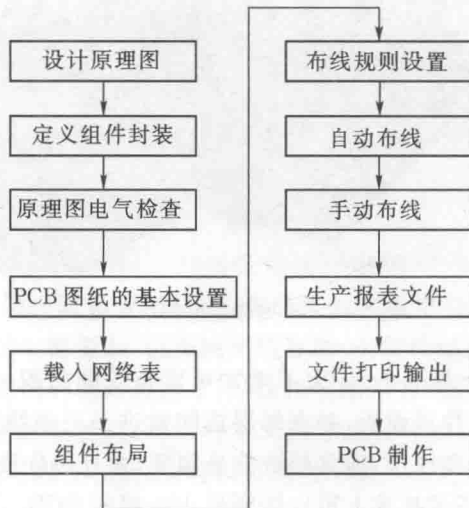 设计原理图
定义组件封装
原理图电气检查
PCB图纸的基本设置
载入网络表
组件布局
布线规则设置
自动布线
手动布线
生产报表文件
文件打印输出
PCB制作